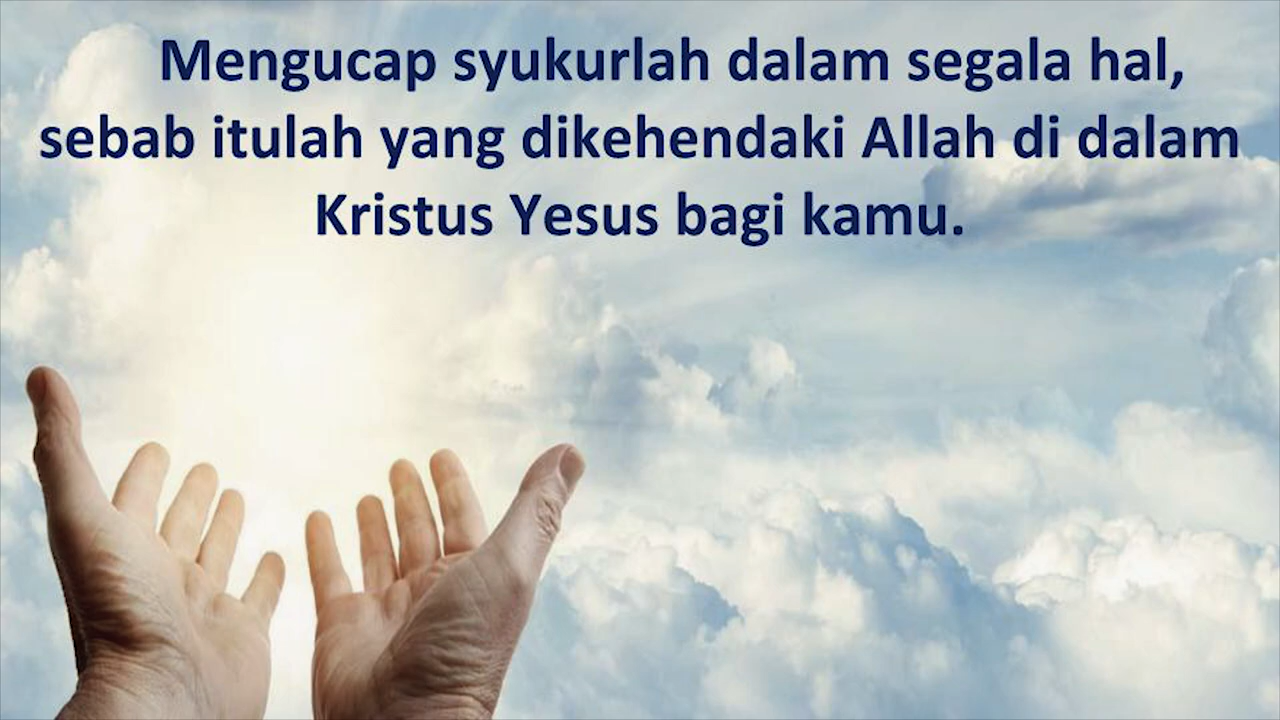 Mengucap syukurlah dalam segala hal,
sebab itulah yang dikehendaki Allah di dalam
Kristus Yesus bagi kamu.